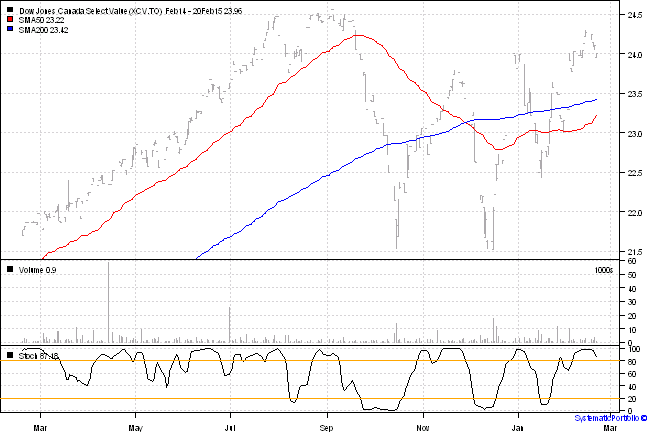 Dow Jones Canada Select Value (XCV.TO) Feb14 - 20Feb15 23.96
SMA50 23.22
SMA200 23.42
24.5
24.0
23.5
23.0
22.5
22.0
21.5
Volume 0.9
1000s
60
50
40
30
20
10
0
Stoch 87.18
100
80
60
40
20
0
SystematicPortfolio ©
Mar
May
Jul
Sep
Nov
Jan
Mar